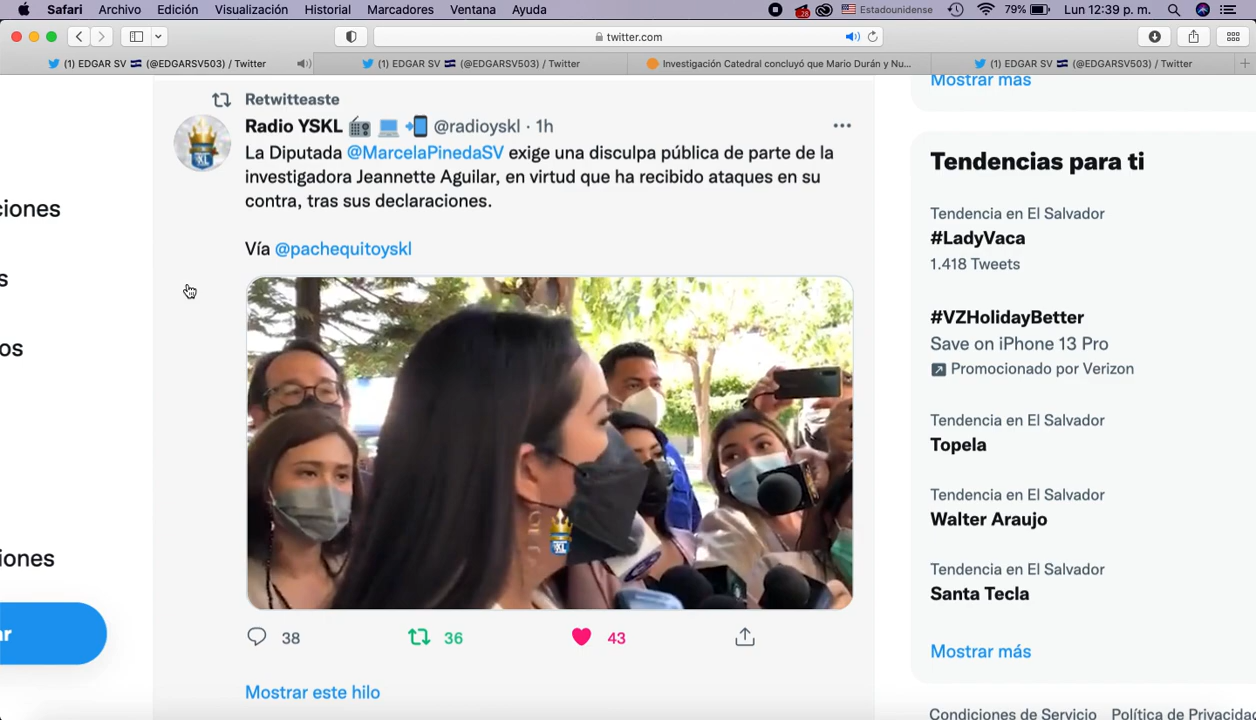 Safari Archivo Edición Visualización Historial Marcadores Ventana Ayuda Estadounidense 79% Lun 12:39 p. m.
twitter.com
(1) EDGAR SV (@EDGARSV503) / Twitter
(1) EDGAR SV (@EDGARSV503) / Twitter
Investigación Catedral concluyó que Mario Durán y Nu...
(1) EDGAR SV (@EDGARSV503) / Twitter
Retwitteaste
Radio YSKL @radioyskl · 1h
La Diputada @MarcelaPinedaSV exige una disculpa pública de parte de la
investigadora Jeannette Aguilar, en virtud que ha recibido ataques en su
contra, tras sus declaraciones.
Vía @pachequitoyskl
KL
38 36 43
Mostrar este hilo
ciones
s
os
iones
ar
Mostrar más
Tendencias para ti
Tendencia en El Salvador
#LadyVaca
1.418 Tweets
#VZHolidayBetter
Save on iPhone 13 Pro
Promocionado por Verizon
Tendencia en El Salvador
Topela
Tendencia en El Salvador
Walter Araujo
Tendencia en El Salvador
Santa Tecla
Mostrar más
Condiciones de Servicio Política de Privacidad